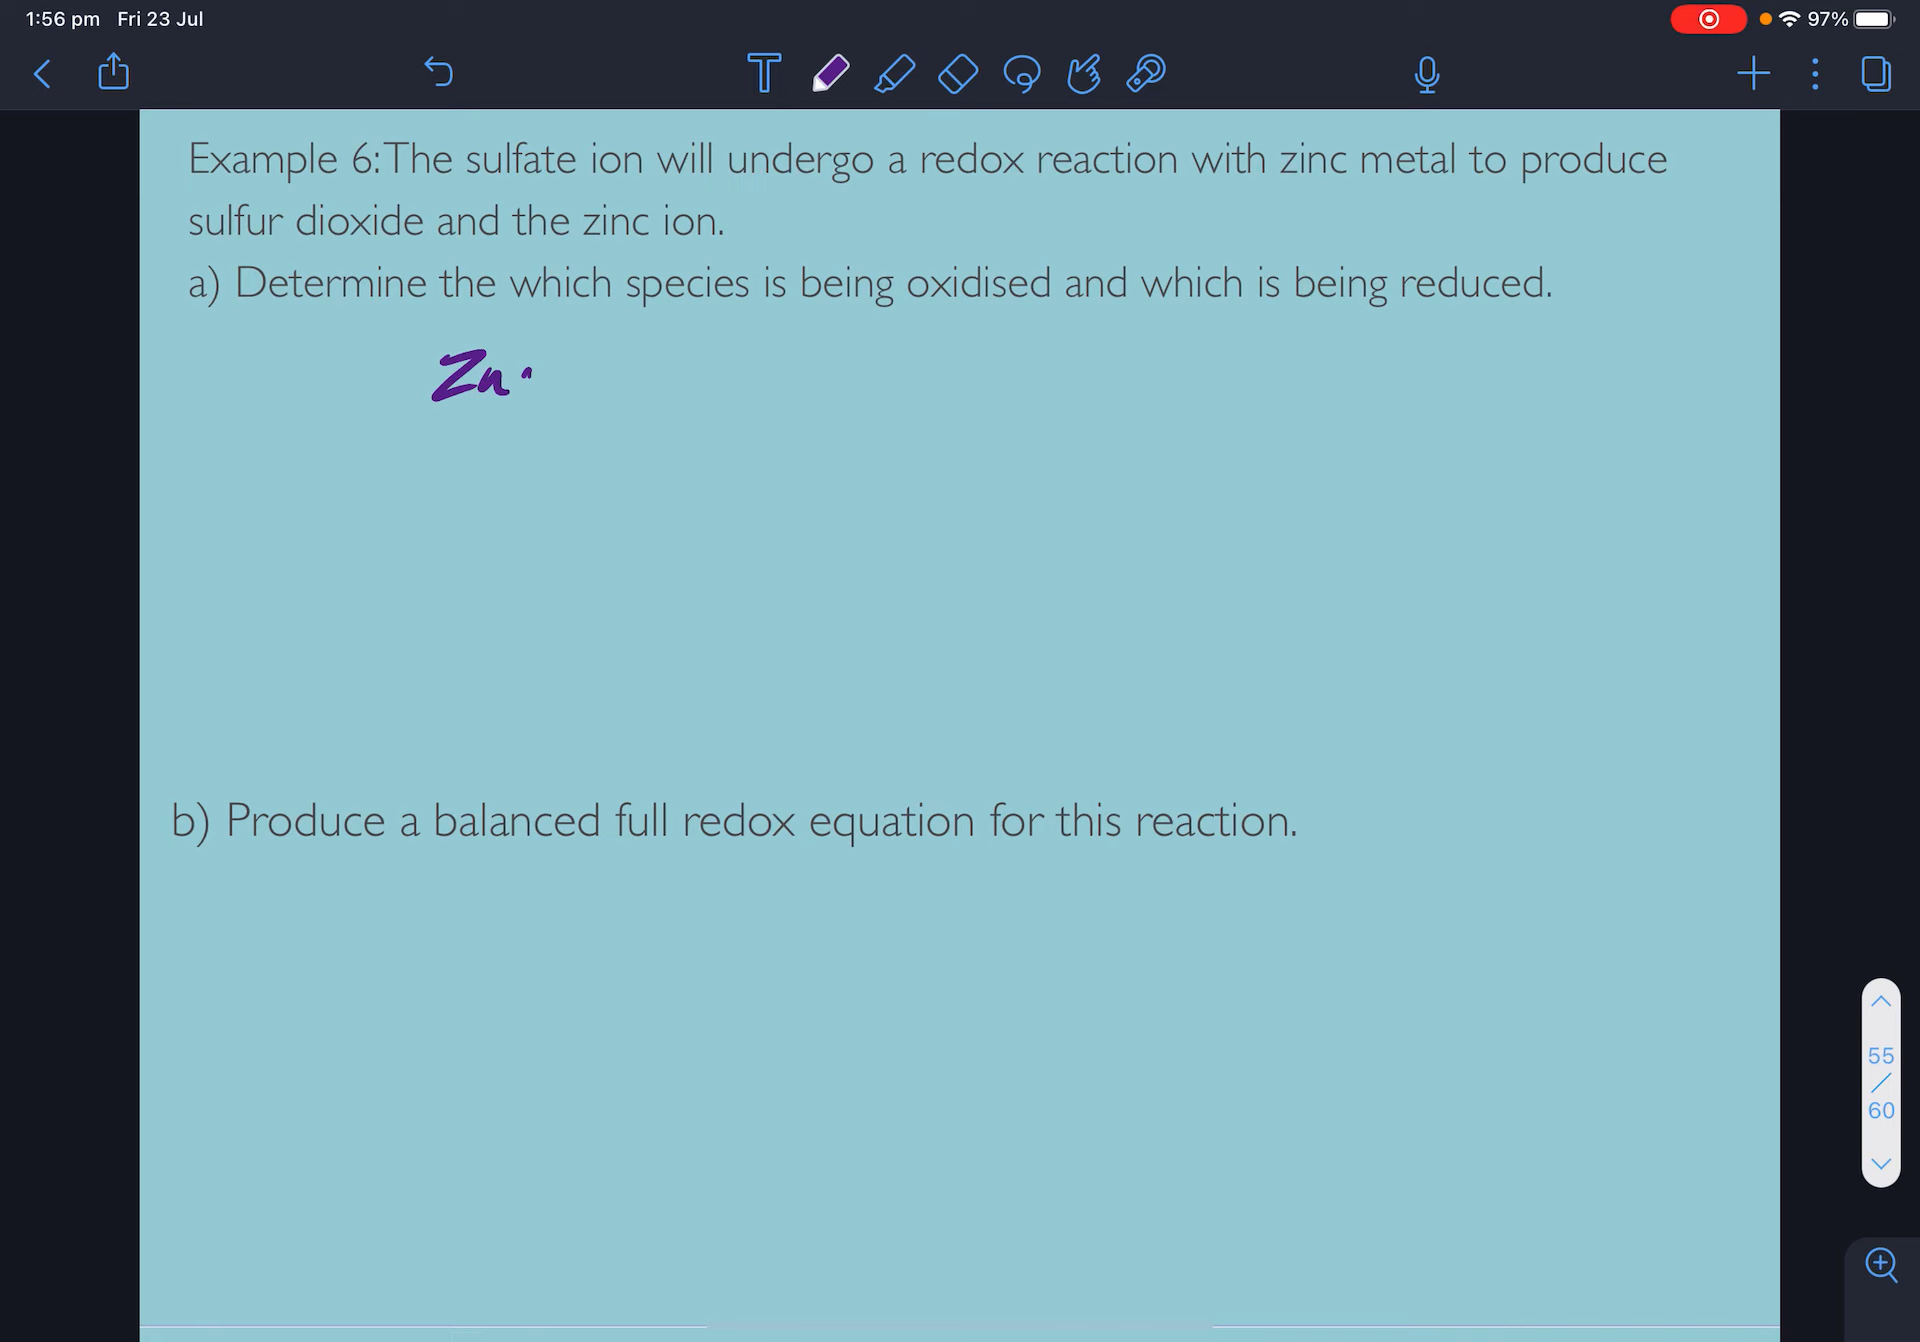 1:56 pm Fri 23 Jul
97%
T
Example 6:The sulfate ion will undergo a redox reaction with zinc metal to produce
sulfur dioxide and the zinc ion.
a) Determine the which species is being oxidised and which is being reduced.
Zn
b) Produce a balanced full redox equation for this reaction.
55
/
60